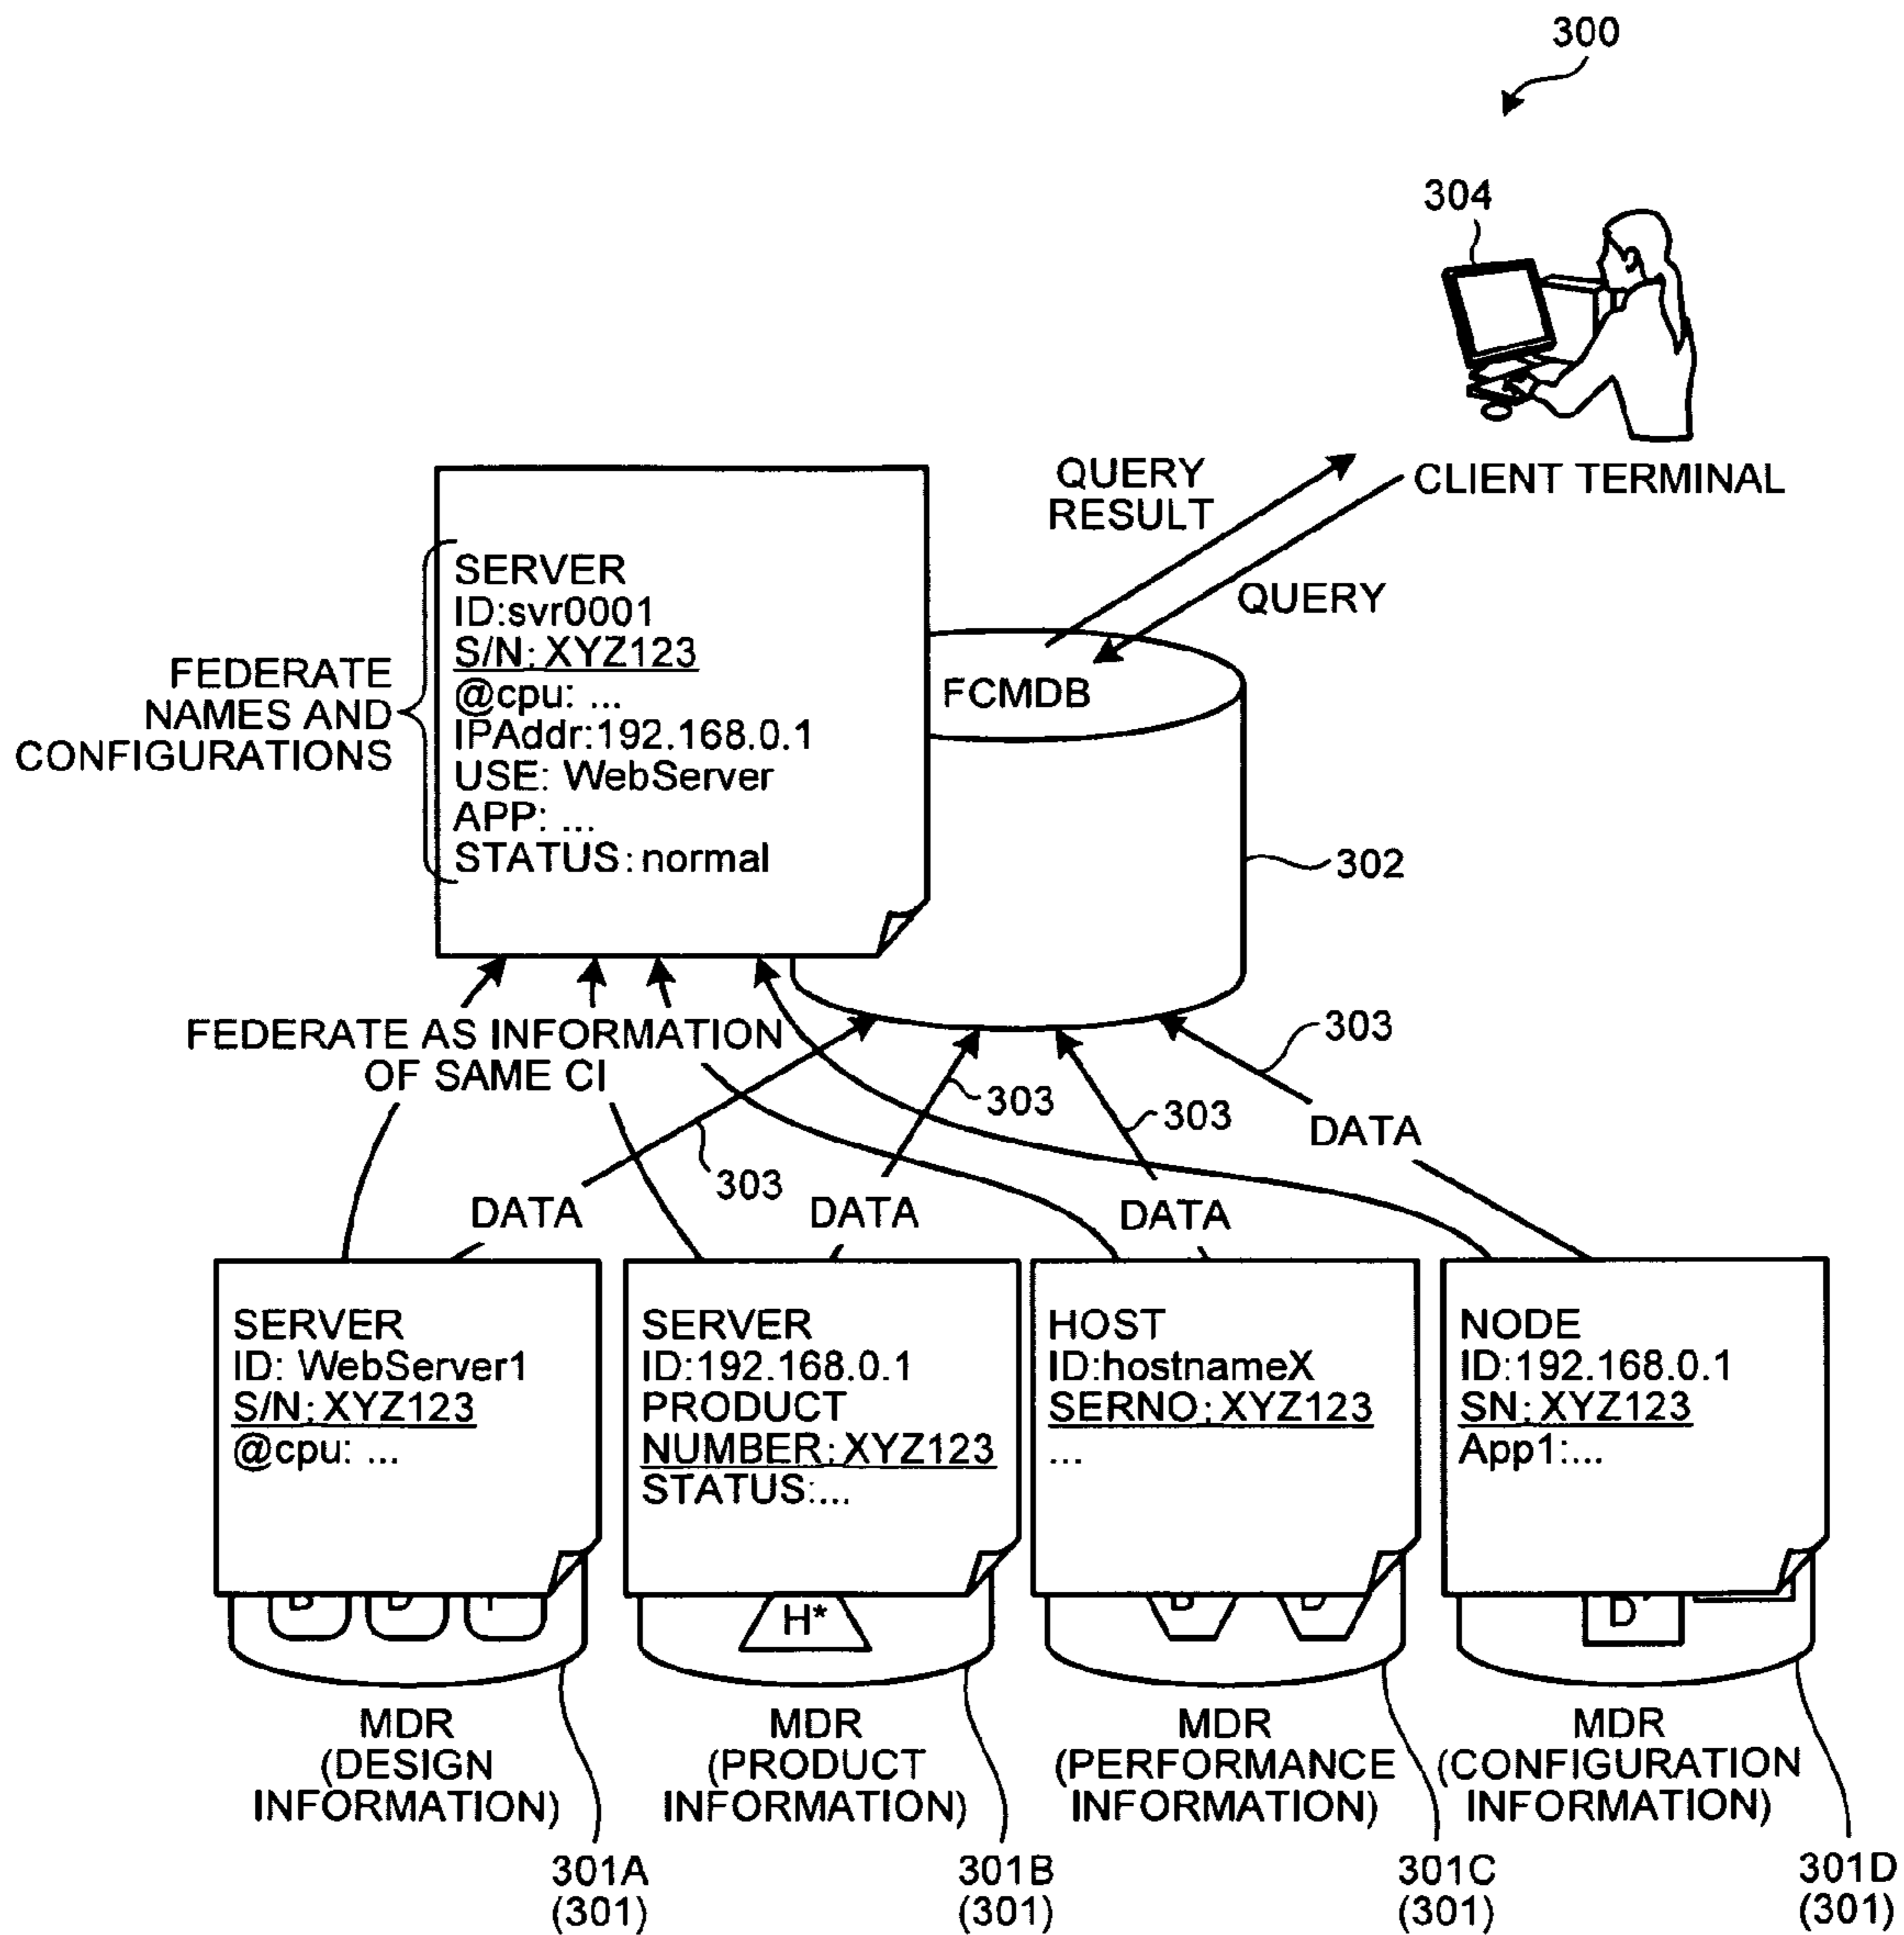 300
304
CLIENT TERMINAL
QUERY
RESULT
QUERY
FEDERATE
NAMES AND
CONFIGURATIONS
SERVER
ID:svr0001
S/N:XYZ123
@cpu: ...
IPAddr:192.168.0.1
USE: WebServer
APP: ...
STATUS:normal
FCMDB
302
FEDERATE AS INFORMATION
OF SAME CI
303
303
303
303
DATA
DATA
DATA
DATA
SERVER
ID: WebServer1
S/N:XYZ123
@cpu: ...
SERVER
ID:192.168.0.1
PRODUCT
NUMBER:XYZ123
STATUS:...
HOST
ID:hostnameX
SERNO:XYZ123
...
NODE
ID:192.168.0.1
SN:XYZ123
App1:...
H*
D'
MDR
(DESIGN
INFORMATION)
MDR
(PRODUCT
INFORMATION)
MDR
(PERFORMANCE
INFORMATION)
MDR
(CONFIGURATION
INFORMATION)
301A
(301)
301B
(301)
301C
(301)
301D
(301)